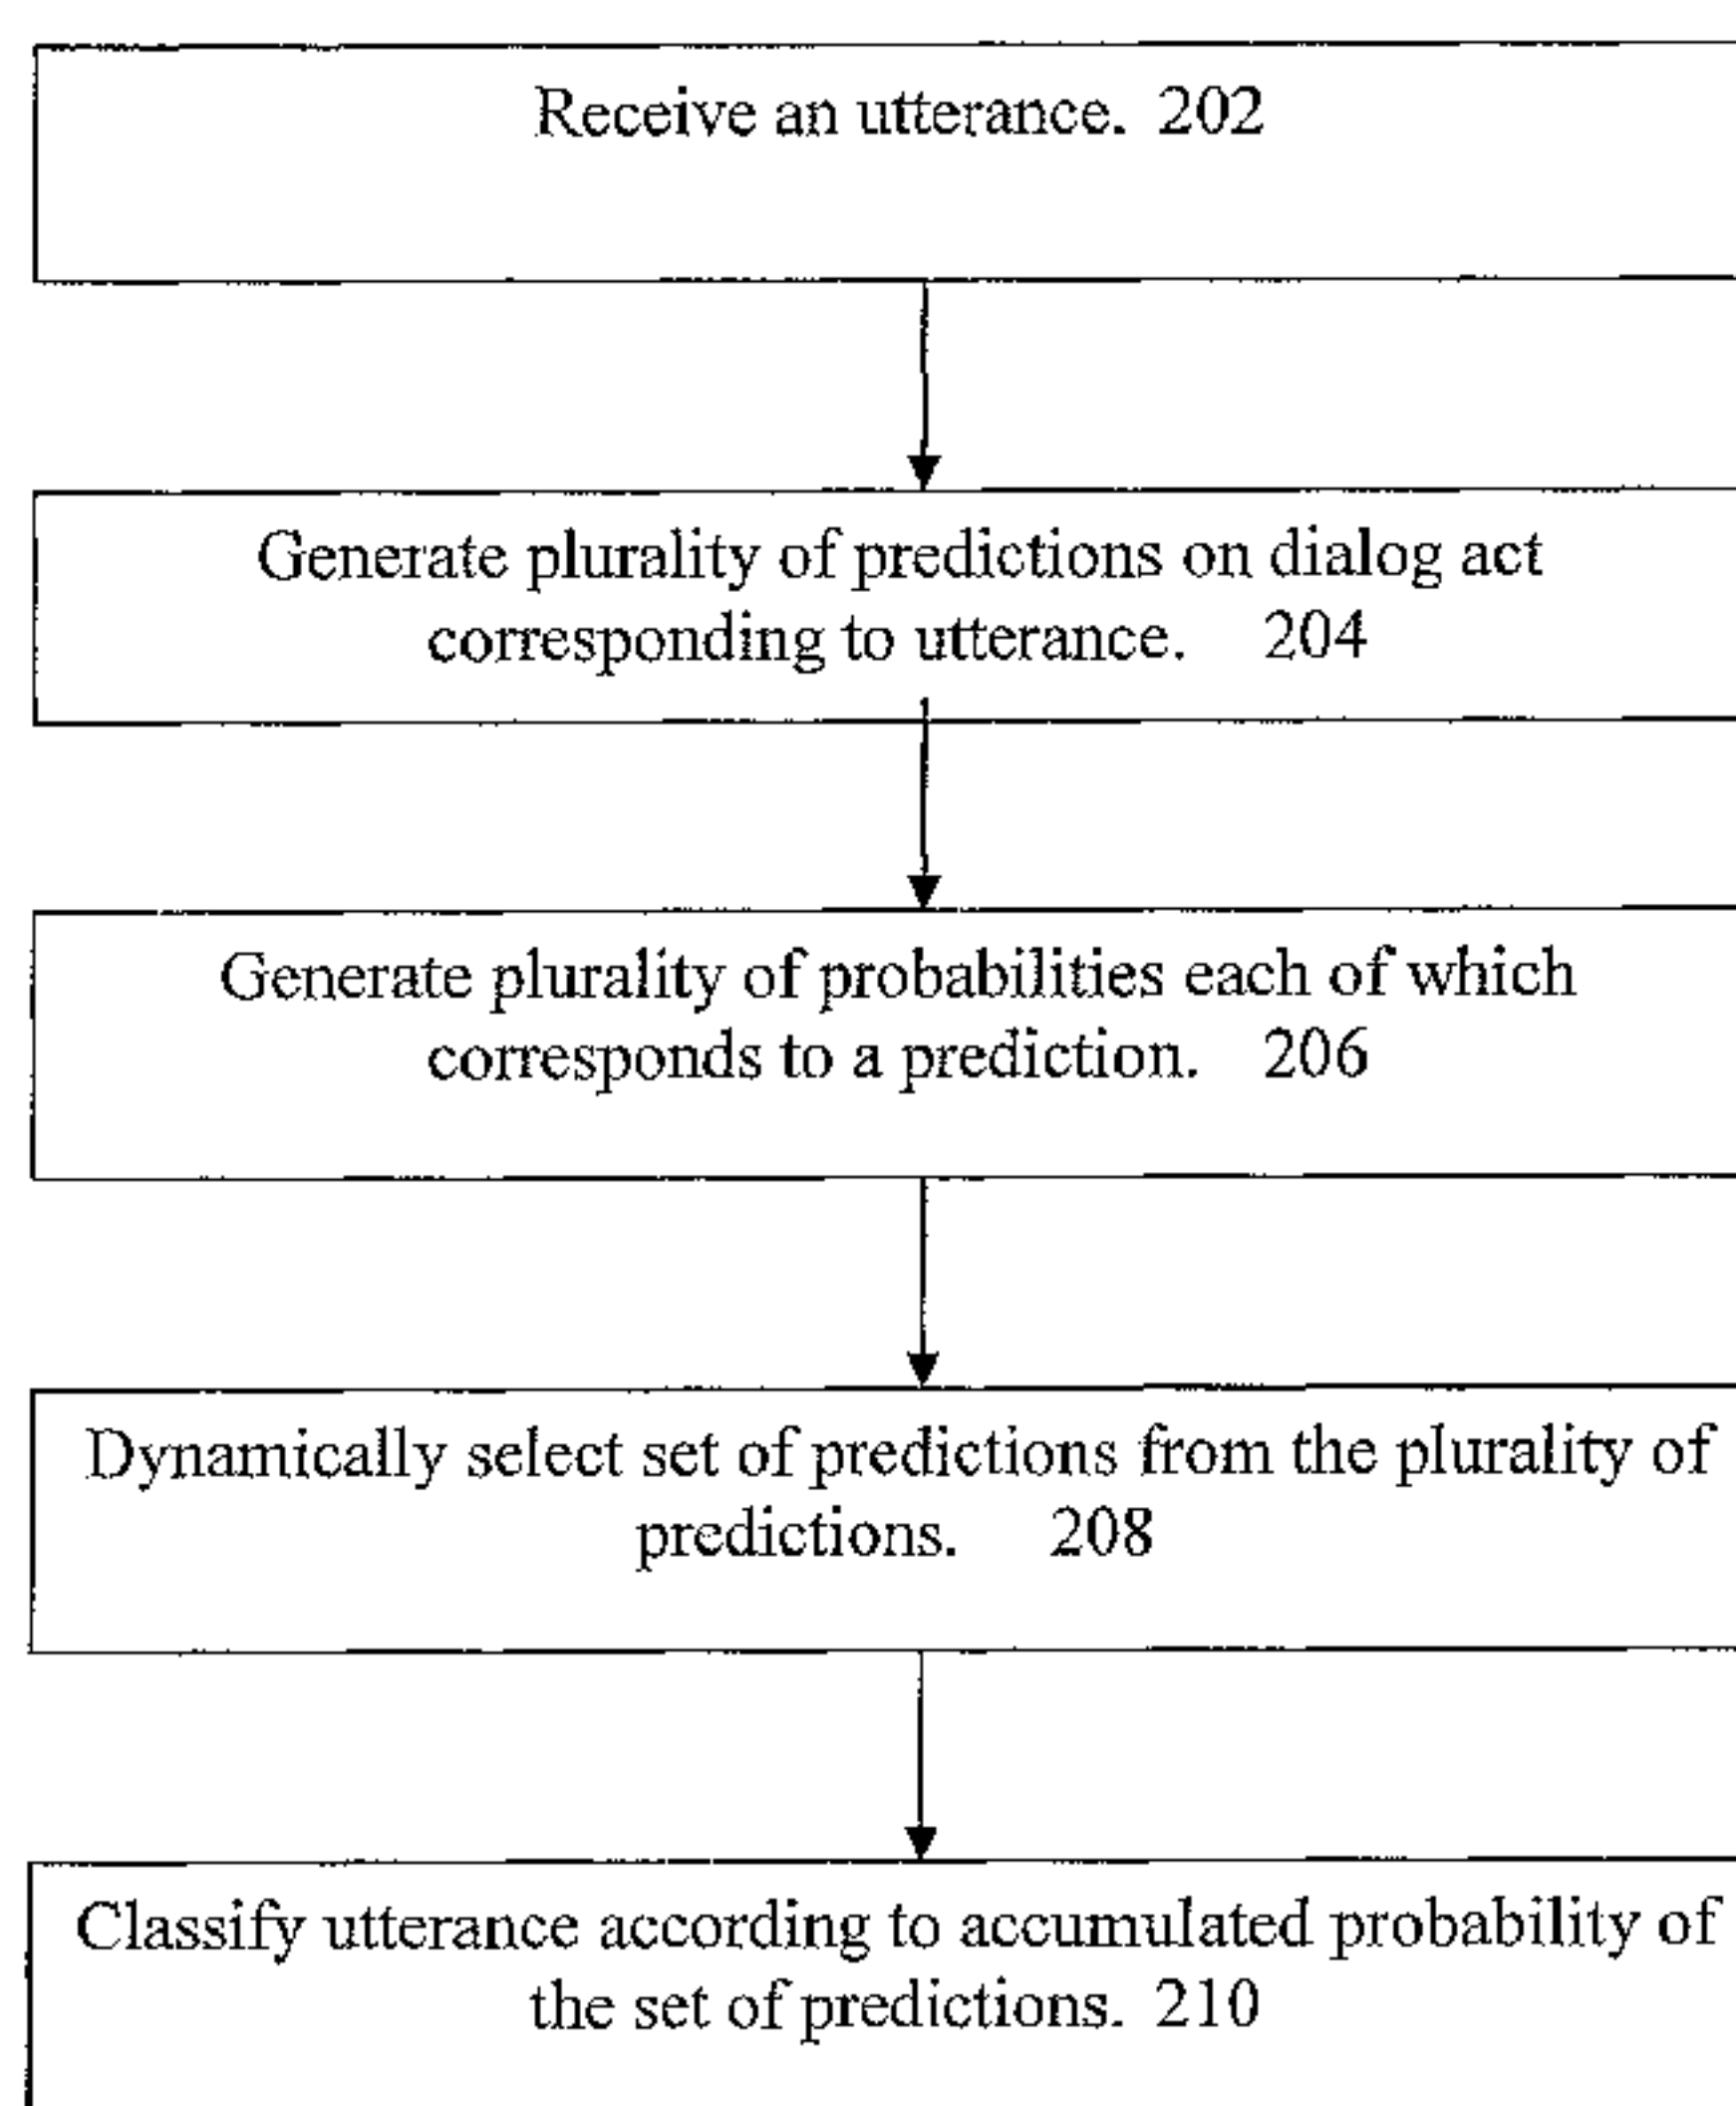 Receive an utterance. 202
Generate plurality of predictions on dialog act
corresponding to utterance. 204
Generate plurality of probabilities each of which
corresponds to a prediction. 206
Dynamically select set of predictions from the plurality of
predictions. 208
Classify utterance according to accumulated probability of
the set of predictions. 210